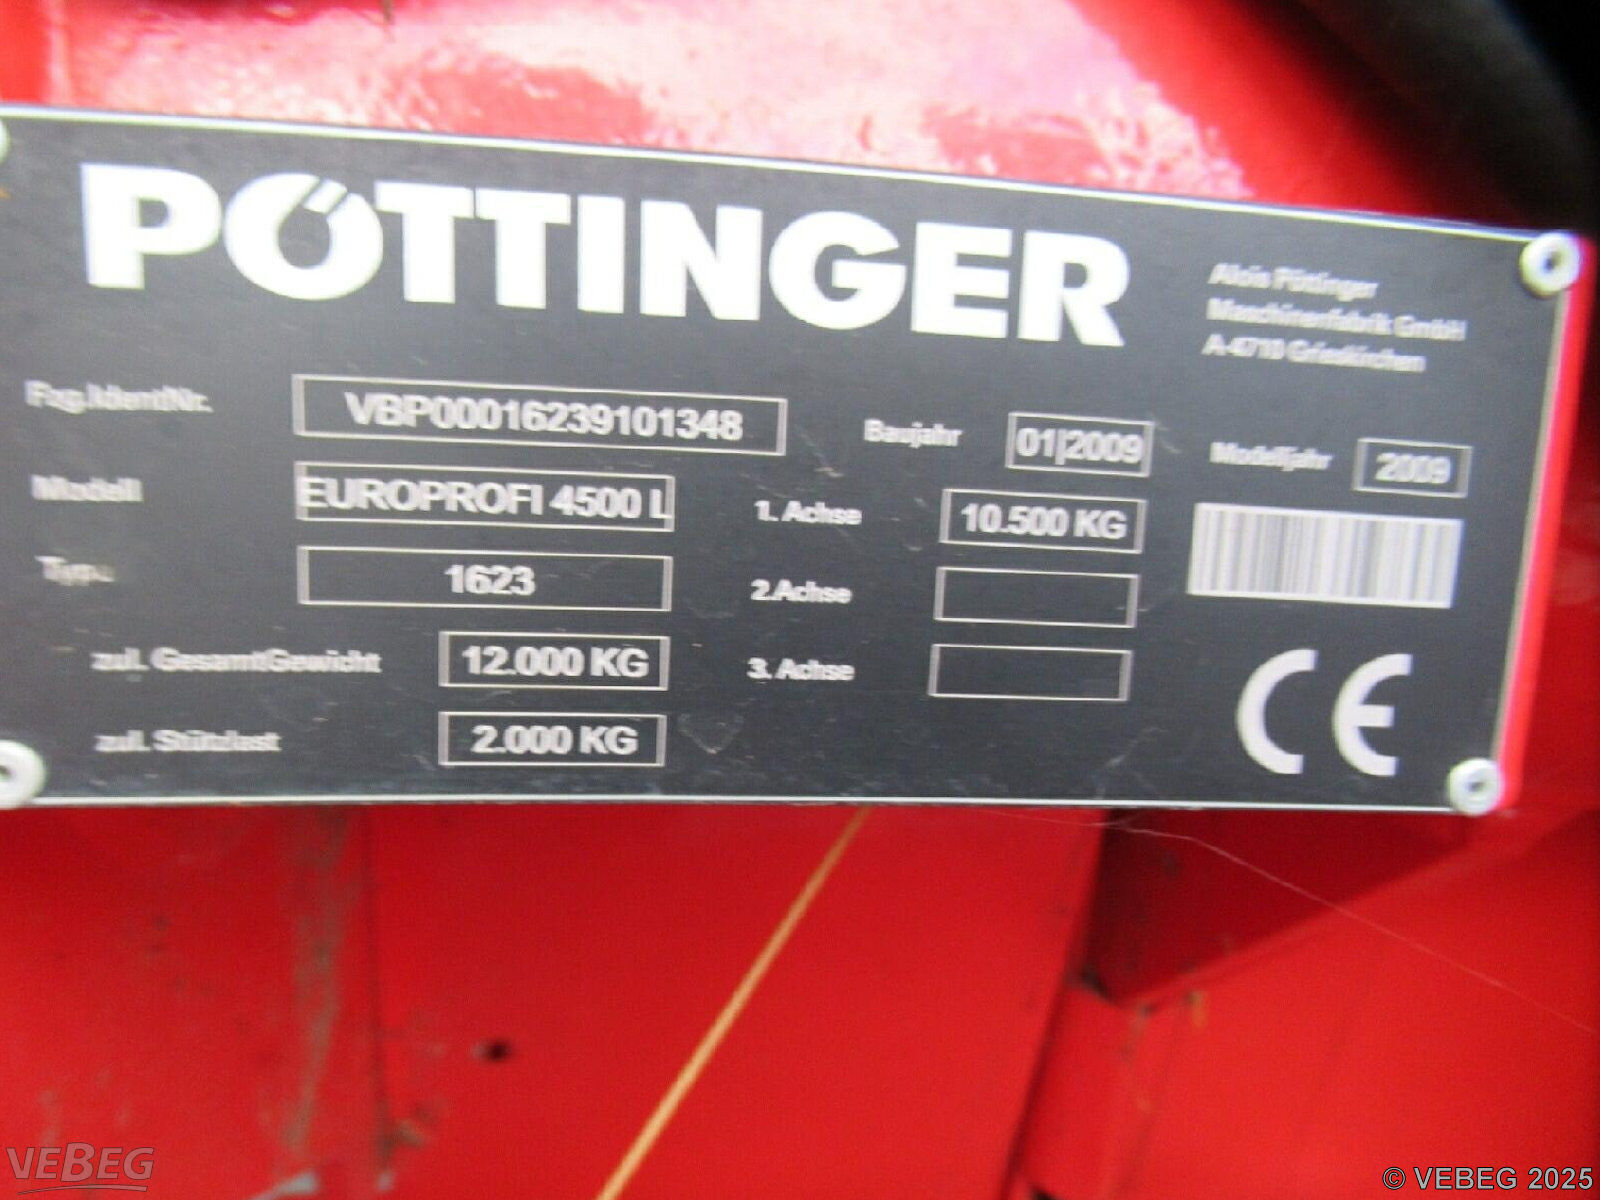 PÖTTINGER
Alois Pöttinger
Maschinenfabrik GmbH
A-4710 Grieskirchen
Fzg.IdentNr. VBP00016239101348 Baujahr 01|2009 Modelljahr 2009
Modell EUROPROFI 4500 L 1. Achse 10.500 KG
Type 1623 2.Achse
zul. GesamtGewicht 12.000 KG 3. Achse
zul. Stützlast 2.000 KG
CE
VEBEG
© VEBEG 2025